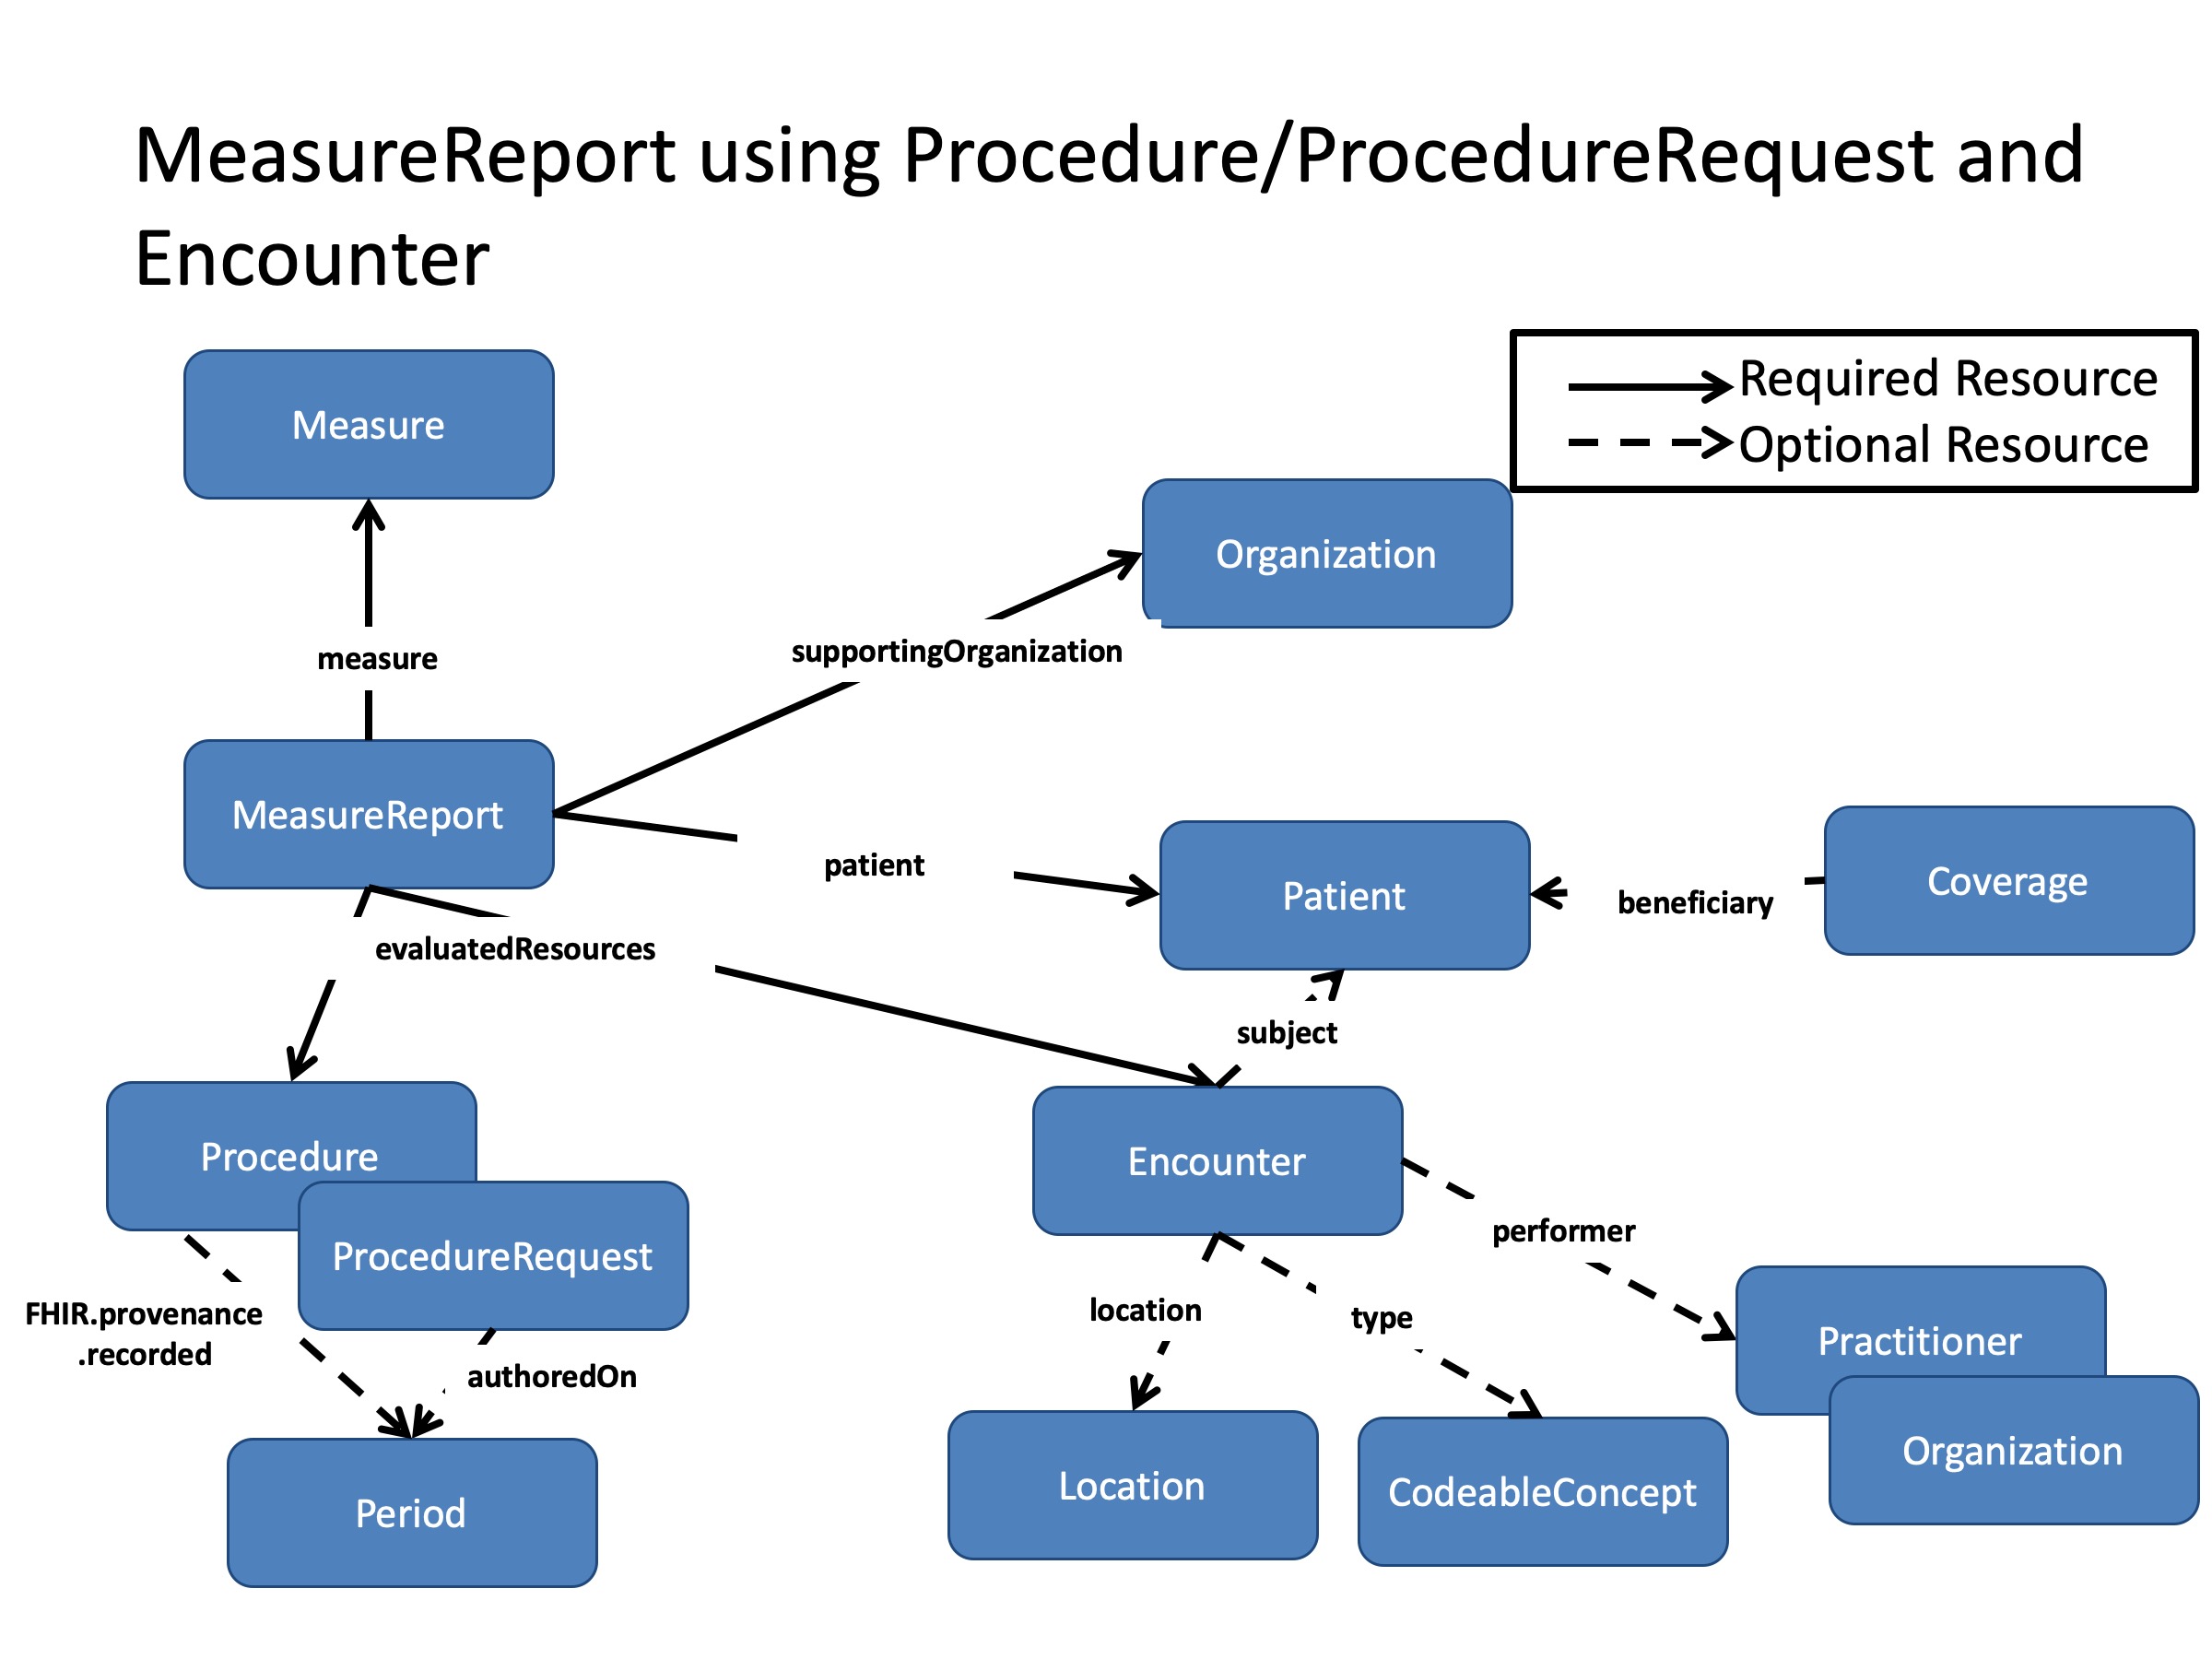 MeasureReport using Procedure/ProcedureRequest and
Encounter
Required Resource
Optional Resource
Measure
Organization
measure
supportingOrganization
MeasureReport
patient
Patient
beneficiary
Coverage
evaluatedResources
subject
Procedure
Encounter
ProcedureRequest
performer
FHIR.provenance
.recorded
authoredOn
location
type
Practitioner
Organization
Period
Location
CodeableConcept